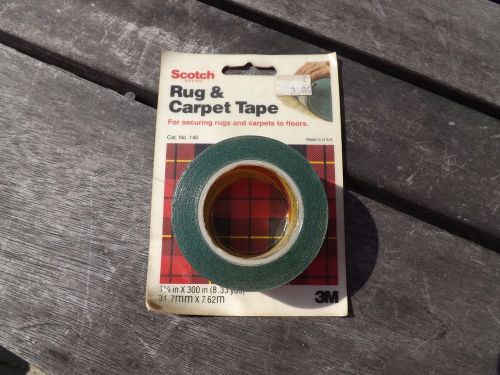 Scotch
BRAND
Rug &
Carpet Tape
For securing rugs and carpets to floors.
Cat. No. 140
Made in U.S.A.
3.00
1¼ in X 300 in (8.33 yds)
31.7mm x 7.62m
3M